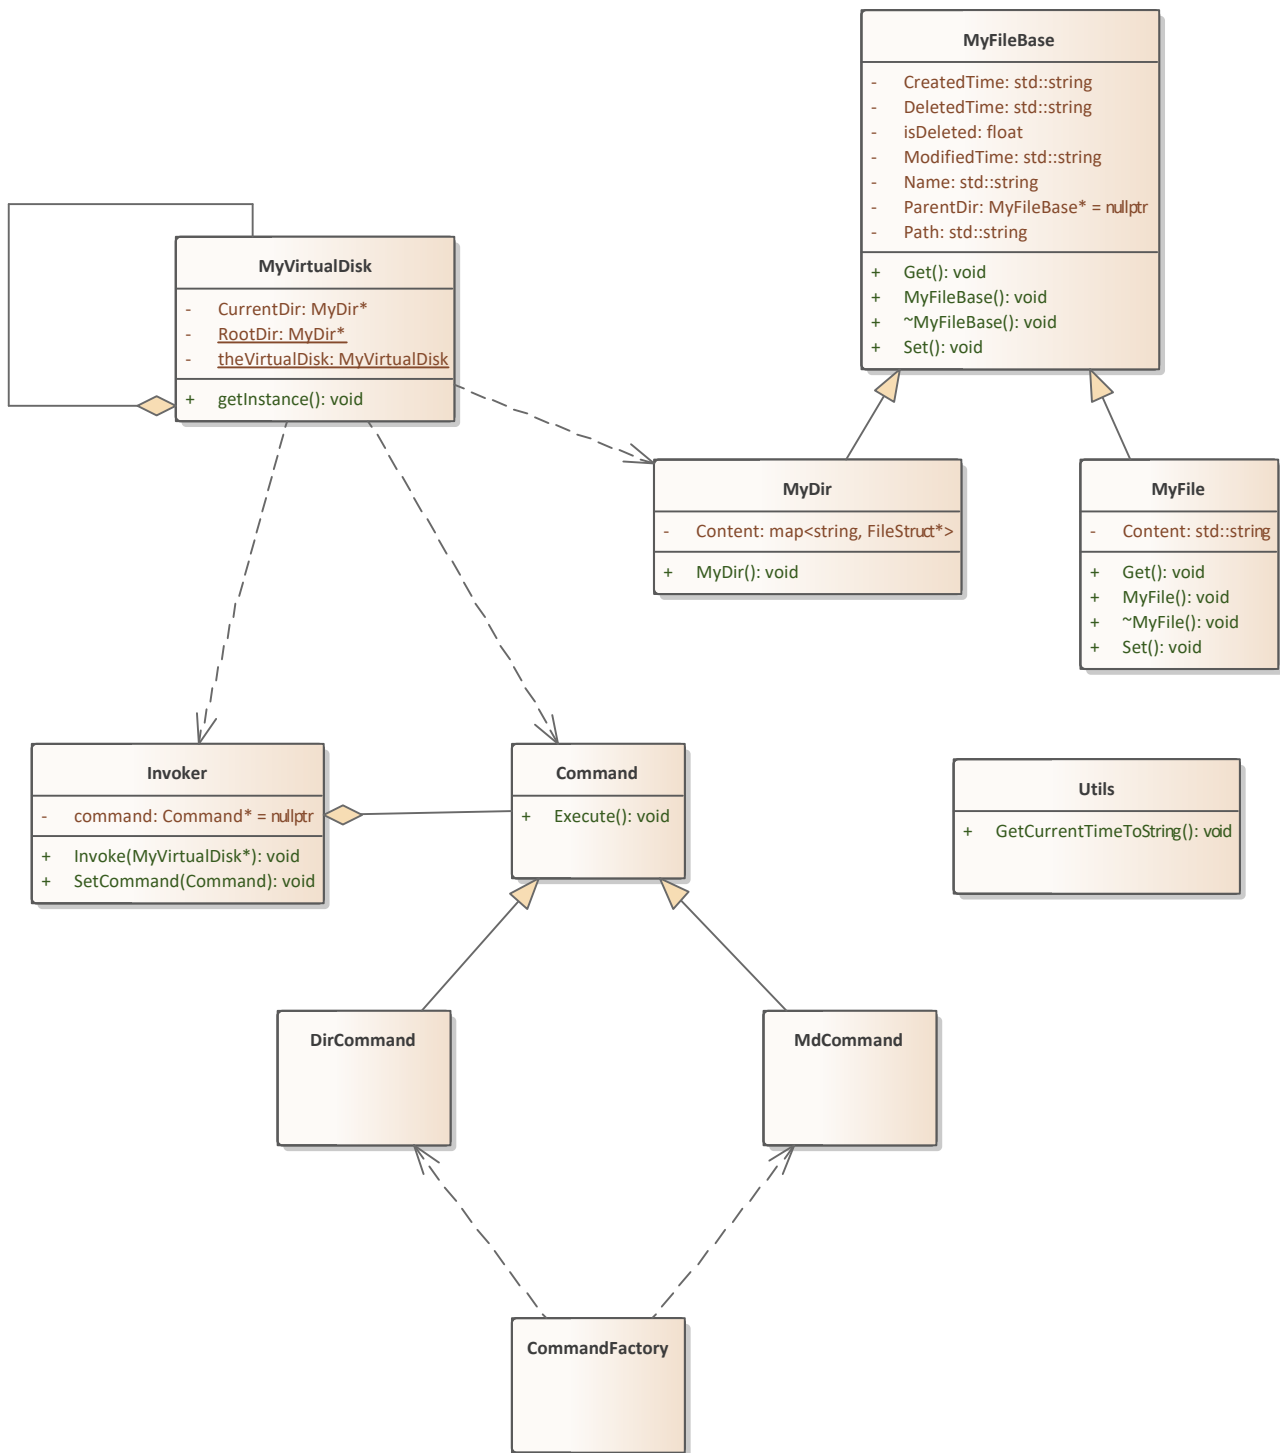 MyFileBase
- CreatedTime: std::string
- DeletedTime: std::string
- isDeleted: float
- ModifiedTime: std::string
- Name: std::string
- ParentDir: MyFileBase* = nullptr
- Path: std::string
+ Get(): void
+ MyFileBase(): void
+ ~MyFileBase(): void
+ Set(): void
MyVirtualDisk
- CurrentDir: MyDir*
- RootDir: MyDir*
- theVirtualDisk: MyVirtualDisk
+ getInstance(): void
MyDir
- Content: map<string, FileStruct*>
+ MyDir(): void
MyFile
- Content: std::string
+ Get(): void
+ MyFile(): void
+ ~MyFile(): void
+ Set(): void
Invoker
- command: Command* = nullptr
+ Invoke(MyVirtualDisk*): void
+ SetCommand(Command): void
Command
+ Execute(): void
Utils
+ GetCurrentTimeToString(): void
DirCommand
MdCommand
CommandFactory